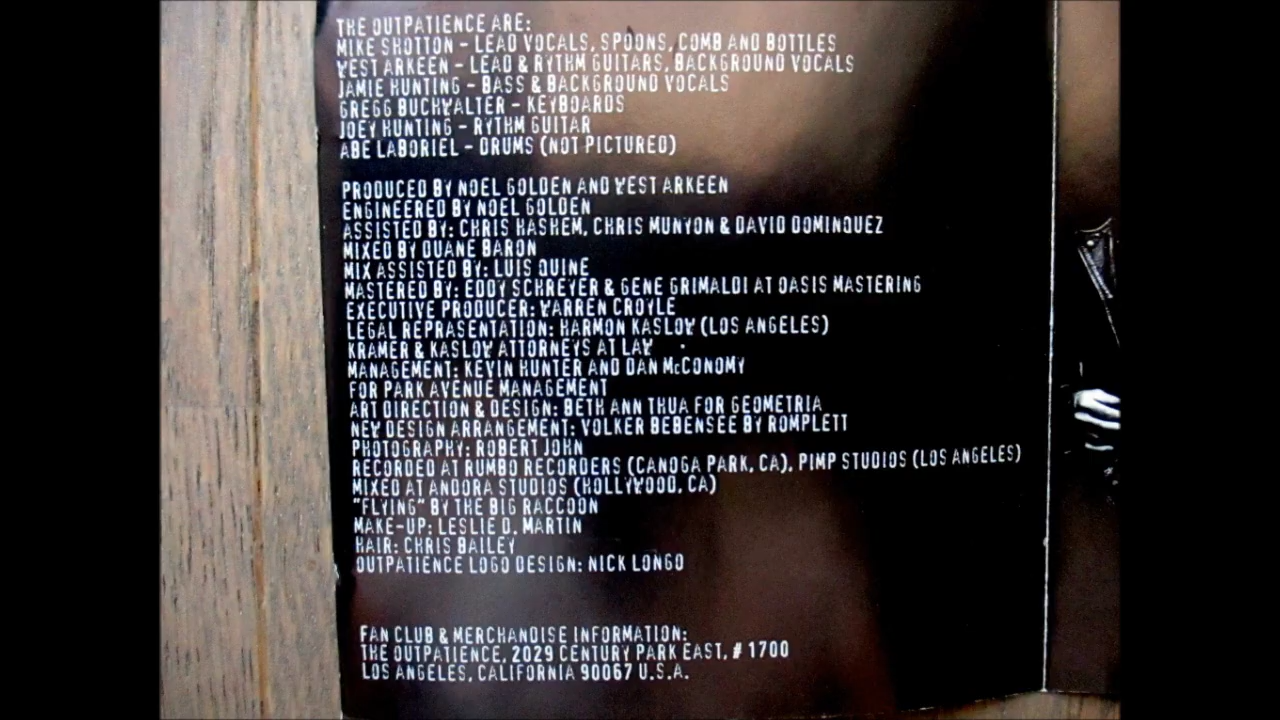 THE OUTPATIENCE ARE:
MIKE SHOTTON – LEAD VOCALS, SPOONS, COMB AND BOTTLES
WEST ARKEEN – LEAD & RYTHM GUITARS, BACKGROUND VOCALS
JAMIE HUNTING – BASS & BACKGROUND VOCALS
GREGG BUCHWALTER – KEYBOARDS
JOEY HUNTING – RYTHM GUITAR
ABE LABORIEL – DRUMS (NOT PICTURED)
PRODUCED BY NOEL GOLDEN AND WEST ARKEEN
ENGINEERED BY NOEL GOLDEN
ASSISTED BY: CHRIS HASHEM, CHRIS MUNYON & DAVID DOMINQUEZ
MIXED BY DUANE BARON
MIX ASSISTED BY: LUIS QUINE
MASTERED BY: EDDY SCHREYER & GENE GRIMALDI AT OASIS MASTERING
EXECUTIVE PRODUCER: WARREN CROYLE
LEGAL REPRSENTATION: HARMON KASLOW (LOS ANGELES)
KRAMER & KASLOW ATTORNEYS AT LAW
MANAGEMENT: KEVIN HUNTER AND DAN McCONOMY
FOR PARK AVENUE MANAGEMENT
ART DIRECTION & DESIGN: BETH ANN THUA FOR GEOMETRIA
NEW DESIGN ARRANGEMENT: VOLKER BEBENSEE BY ROMPLETT
PHOTOGRAPHY: ROBERT JOHN
RECORDED AT RUMBO RECORDERS (CANOGA PARK, CA), PIMP STUDIOS (LOS ANGELES)
MIXED AT ANDORA STUDIOS (HOLLYWOOD, CA)
"FLYING" BY THE BIG RACCOON
MAKE-UP: LESLIE D. MARTIN
HAIR: CHRIS BAILEY
OUTPATIENCE LOGO DESIGN: NICK LONGO
FAN CLUB & MERCHANDISE INFORMATION:
THE OUTPATIENCE, 2029 CENTURY PARK EAST, # 1700
LOS ANGELES, CALIFORNIA 90067 U.S.A.